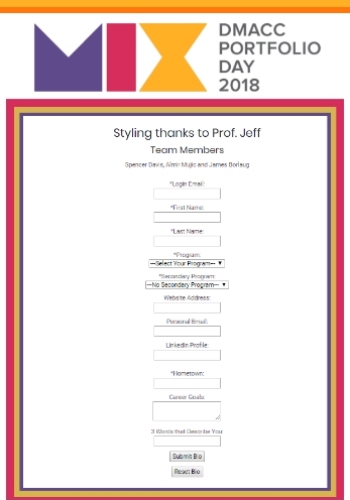 MIX
DMACC
PORTFOLIO
DAY
2018
Styling thanks to Prof. Jeff
Team Members
Spencer Davis, Almir Mujic and James Borlaug
*Login Email:
*First Name:
*Last Name:
*Program:
---Select Your Program---
*Secondary Program:
---No Secondary Program---
Website Address:
Personal Email:
LinkedIn Profile:
*Hometown:
Career Goals:
3 Words that Describe You:
Submit Bio
Reset Bio